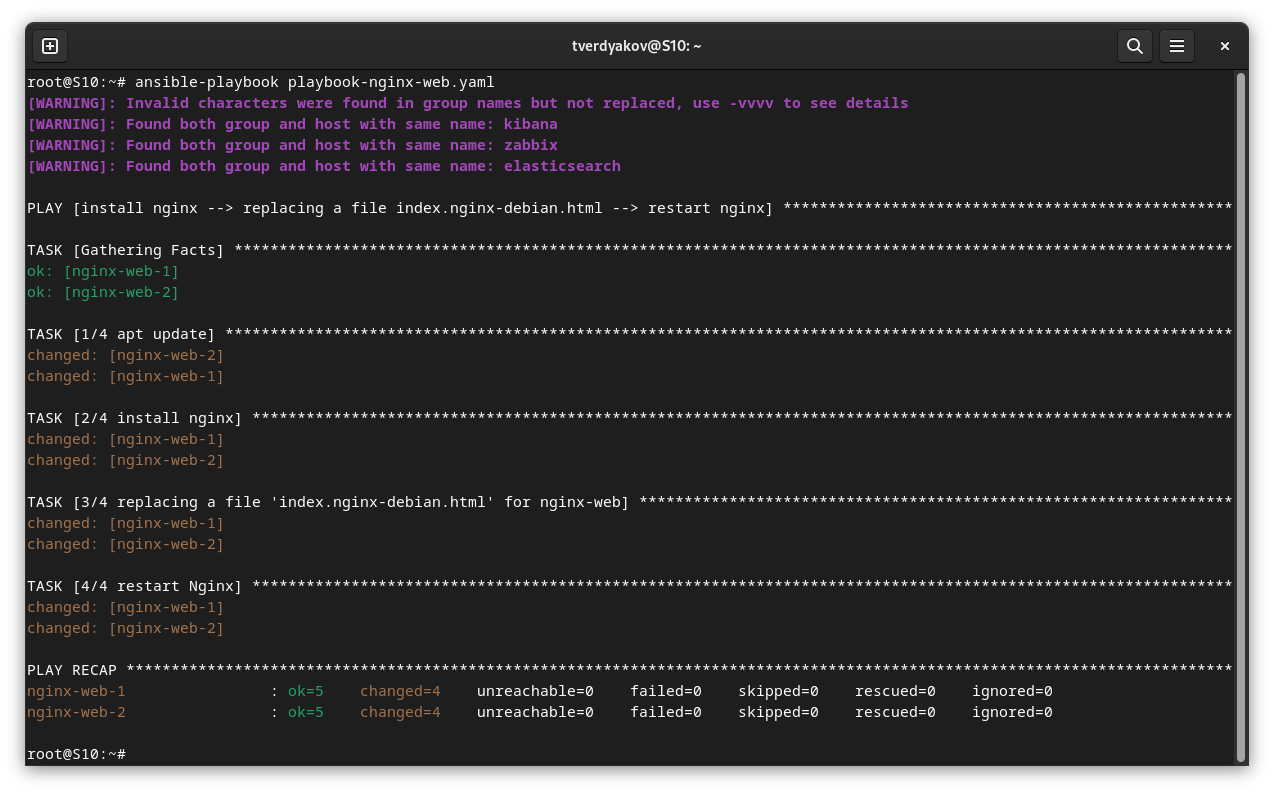 tverdyakov@S10: ~
root@S10:~# ansible-playbook playbook-nginx-web.yaml
[WARNING]: Invalid characters were found in group names but not replaced, use -vvvv to see details
[WARNING]: Found both group and host with same name: kibana
[WARNING]: Found both group and host with same name: zabbix
[WARNING]: Found both group and host with same name: elasticsearch
PLAY [install nginx --> replacing a file index.nginx-debian.html --> restart nginx] **************************************************
TASK [Gathering Facts] ***************************************************************************************************************
ok: [nginx-web-1]
ok: [nginx-web-2]
TASK [1/4 apt update] ****************************************************************************************************************
changed: [nginx-web-2]
changed: [nginx-web-1]
TASK [2/4 install nginx] *************************************************************************************************************
changed: [nginx-web-1]
changed: [nginx-web-2]
TASK [3/4 replacing a file 'index.nginx-debian.html' for nginx-web] ******************************************************************
changed: [nginx-web-1]
changed: [nginx-web-2]
TASK [4/4 restart Nginx] *************************************************************************************************************
changed: [nginx-web-1]
changed: [nginx-web-2]
PLAY RECAP ***************************************************************************************************************************
nginx-web-1                : ok=5    changed=4    unreachable=0    failed=0    skipped=0    rescued=0    ignored=0
nginx-web-2                : ok=5    changed=4    unreachable=0    failed=0    skipped=0    rescued=0    ignored=0
root@S10:~#